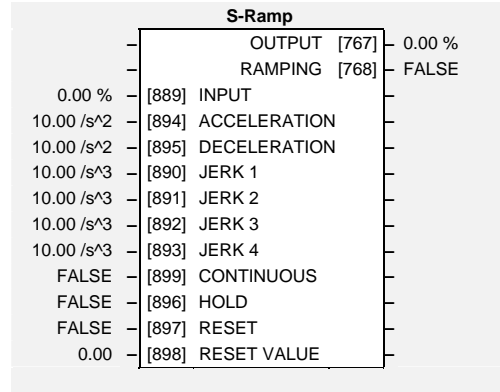 S-Ramp
OUTPUT [767] 0.00 %
RAMPING [768] FALSE
0.00 % [889] INPUT
10.00 /s^2 [894] ACCELERATION
10.00 /s^2 [895] DECELERATION
10.00 /s^3 [890] JERK 1
10.00 /s^3 [891] JERK 2
10.00 /s^3 [892] JERK 3
10.00 /s^3 [893] JERK 4
FALSE [899] CONTINUOUS
FALSE [896] HOLD
FALSE [897] RESET
0.00 [898] RESET VALUE